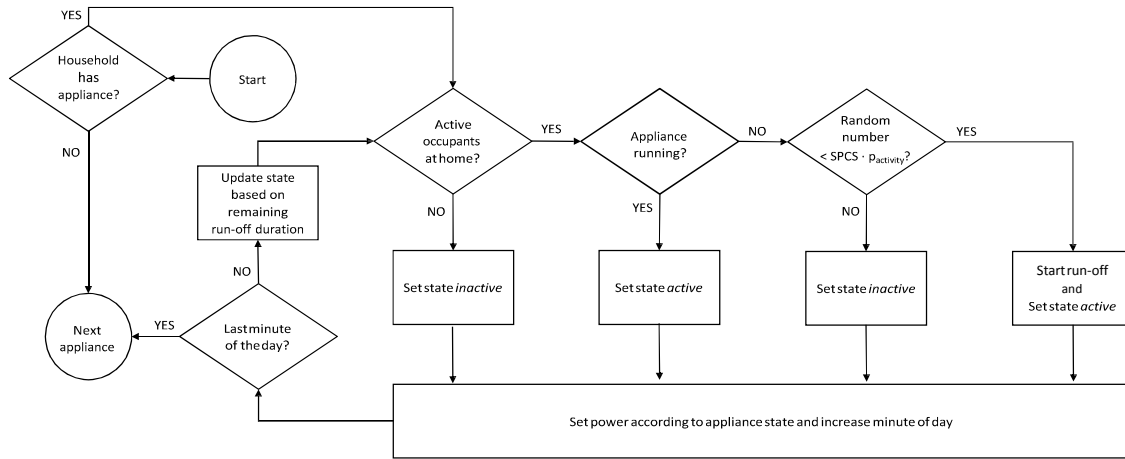 YES
Household
has
appliance?
Start
NO
Active
occupants
at home?
YES
Appliance
running?
NO
Random
number
< SPCS · pactivity?
YES
Update state
based on
remaining
run-off duration
NO
YES
NO
Set state inactive
Set state active
Set state inactive
Start run-off
and
Set state active
NO
Next
appliance
YES
Last minute
of the day?
Set power according to appliance state and increase minute of day